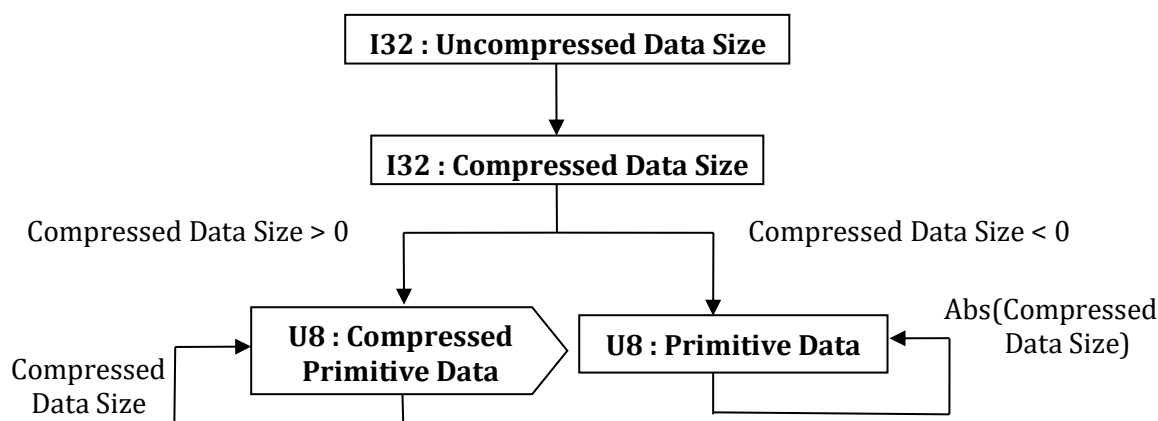 I32 : Uncompressed Data Size
I32 : Compressed Data Size
Compressed Data Size > 0
Compressed Data Size < 0
U8 : Compressed
Primitive Data
U8 : Primitive Data
Abs(Compressed
Data Size)
Compressed
Data Size